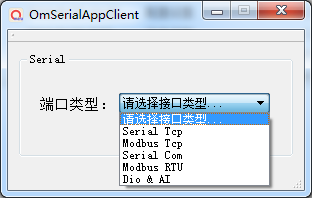 OmSerialAppClient
Serial
端口类型： 请选择接口类型...
请选择接口类型...
Serial Tcp
Modbus Tcp
Serial Com
Modbus RTU
Dio & AI